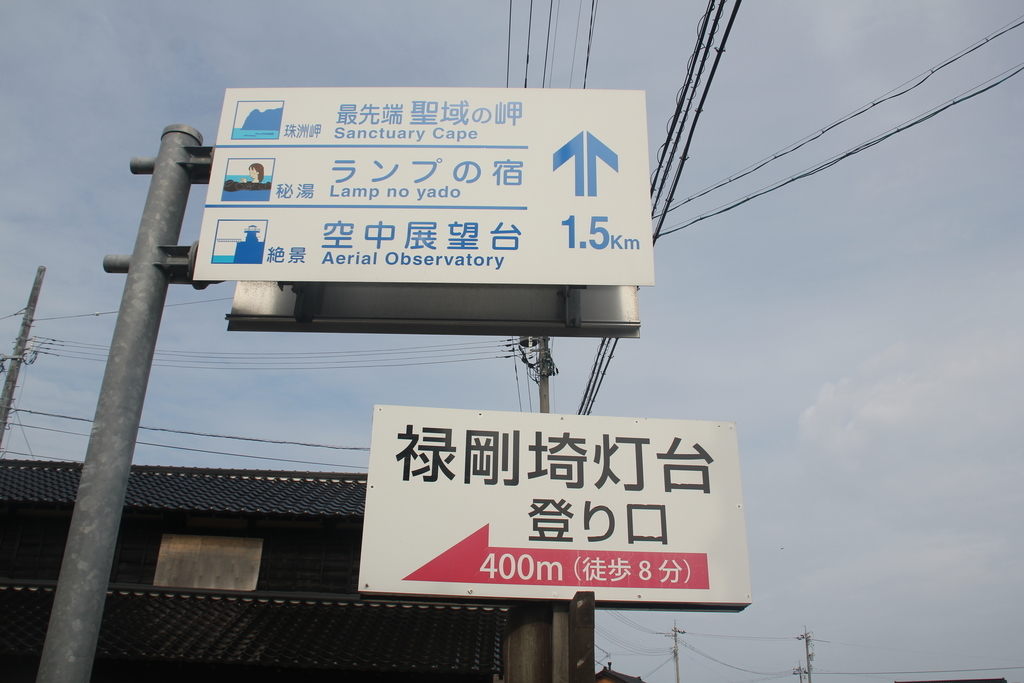 最先端 聖域の岬
珠洲岬 Sanctuary Cape
ランプの宿
秘湯 Lamp no yado
空中展望台
絶景 Aerial Observatory
1.5Km
禄剛埼灯台
登り口
400m（徒歩8分）